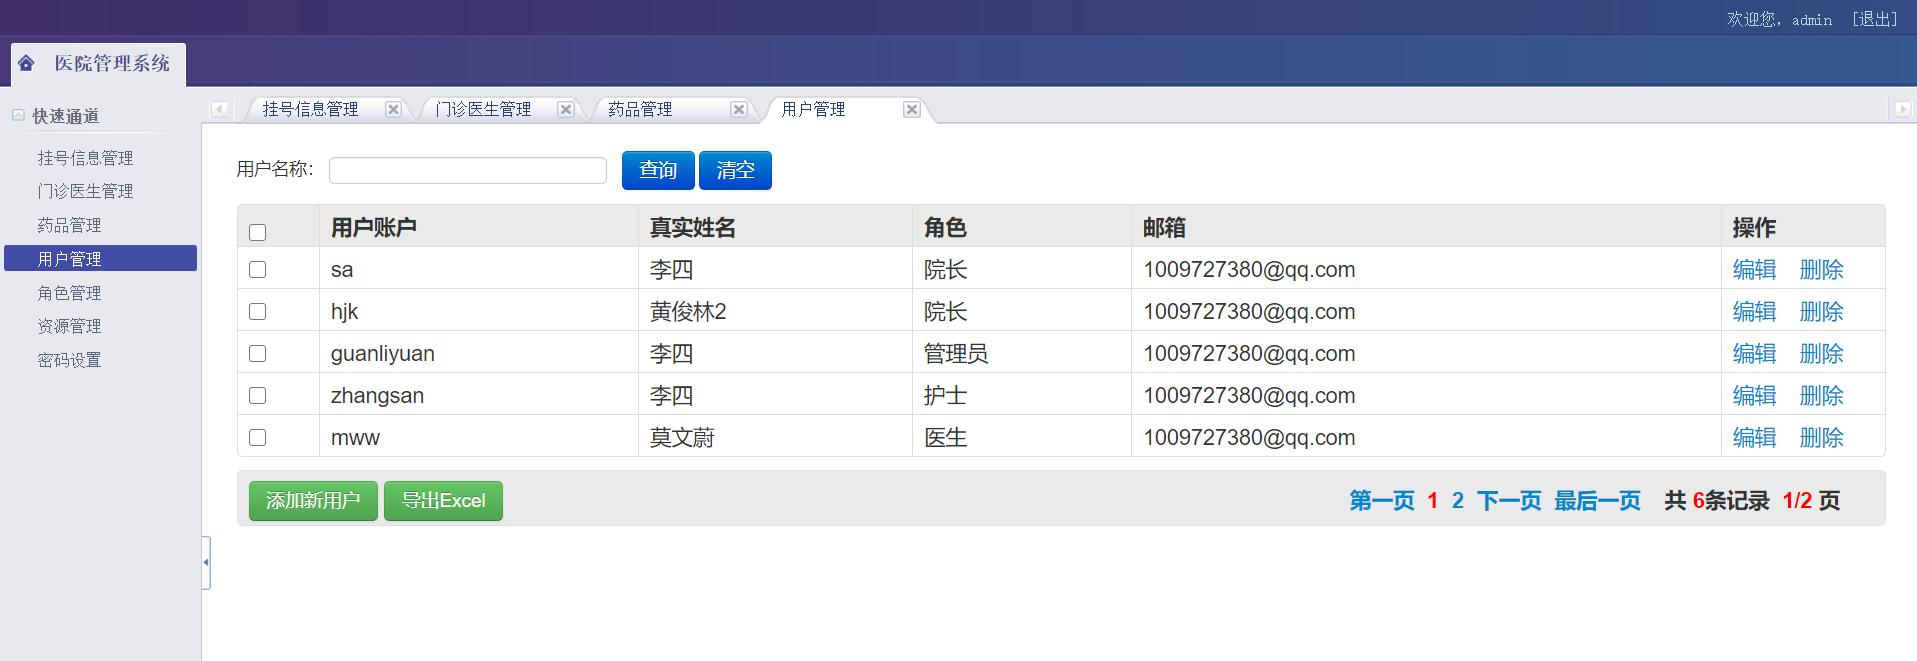 欢迎您，admin [退出]
医院管理系统
快速通道
挂号信息管理
门诊医生管理
药品管理
用户管理
角色管理
资源管理
密码设置
挂号信息管理 门诊医生管理 药品管理 用户管理
用户名称： 查询 清空
用户账户 真实姓名 角色 邮箱 操作
sa 李四 院长 1009727380@qq.com 编辑 删除
hjk 黄俊林2 院长 1009727380@qq.com 编辑 删除
guanliyuan 李四 管理员 1009727380@qq.com 编辑 删除
zhangsan 李四 护士 1009727380@qq.com 编辑 删除
mww 莫文蔚 医生 1009727380@qq.com 编辑 删除
添加新用户 导出Excel 第一页 1 2 下一页 最后一页 共 6条记录 1/2 页